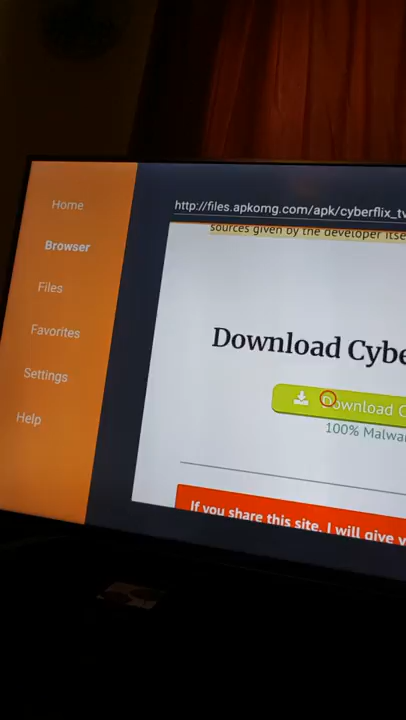 Home
Browser
Files
Favorites
Settings
Help
http://files.apkomg.com/apk/cyberflix_tv
sources given by the developer itse
Download Cybe
Download C
100% Malwa
If you share this site, I will give y